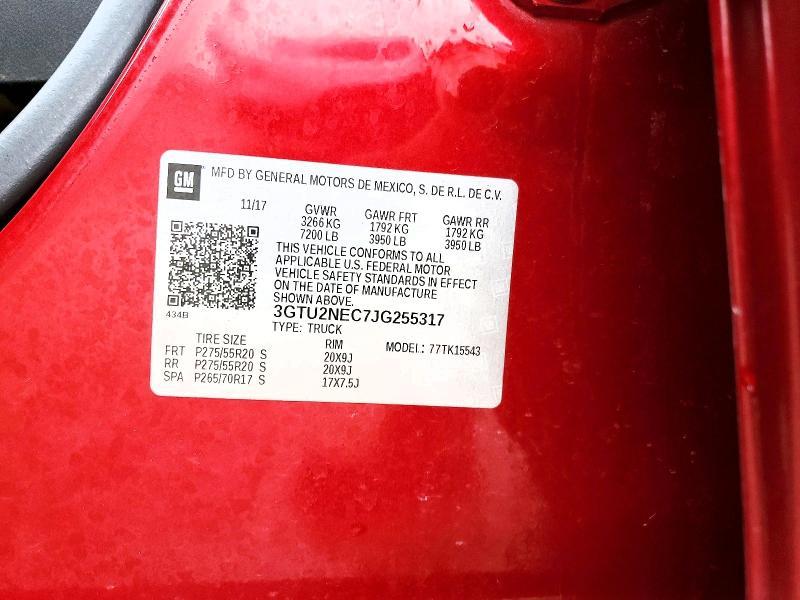 GM MFD BY GENERAL MOTORS DE MEXICO, S. DE R.L. DE C.V.
11/17 GVWR GAWR FRT GAWR RR
3266 KG 1792 KG 1792 KG
7200 LB 3950 LB 3950 LB
THIS VEHICLE CONFORMS TO ALL
APPLICABLE U.S. FEDERAL MOTOR
VEHICLE SAFETY STANDARDS IN EFFECT
ON THE DATE OF MANUFACTURE
SHOWN ABOVE.
434B
3GTU2NEC7JG255317
TYPE: TRUCK
TIRE SIZE RIM MODEL: 77TK15543
FRT P275/55R20 S 20X9J
RR P275/55R20 S 20X9J
SPA P265/70R17 S 17X7.5J